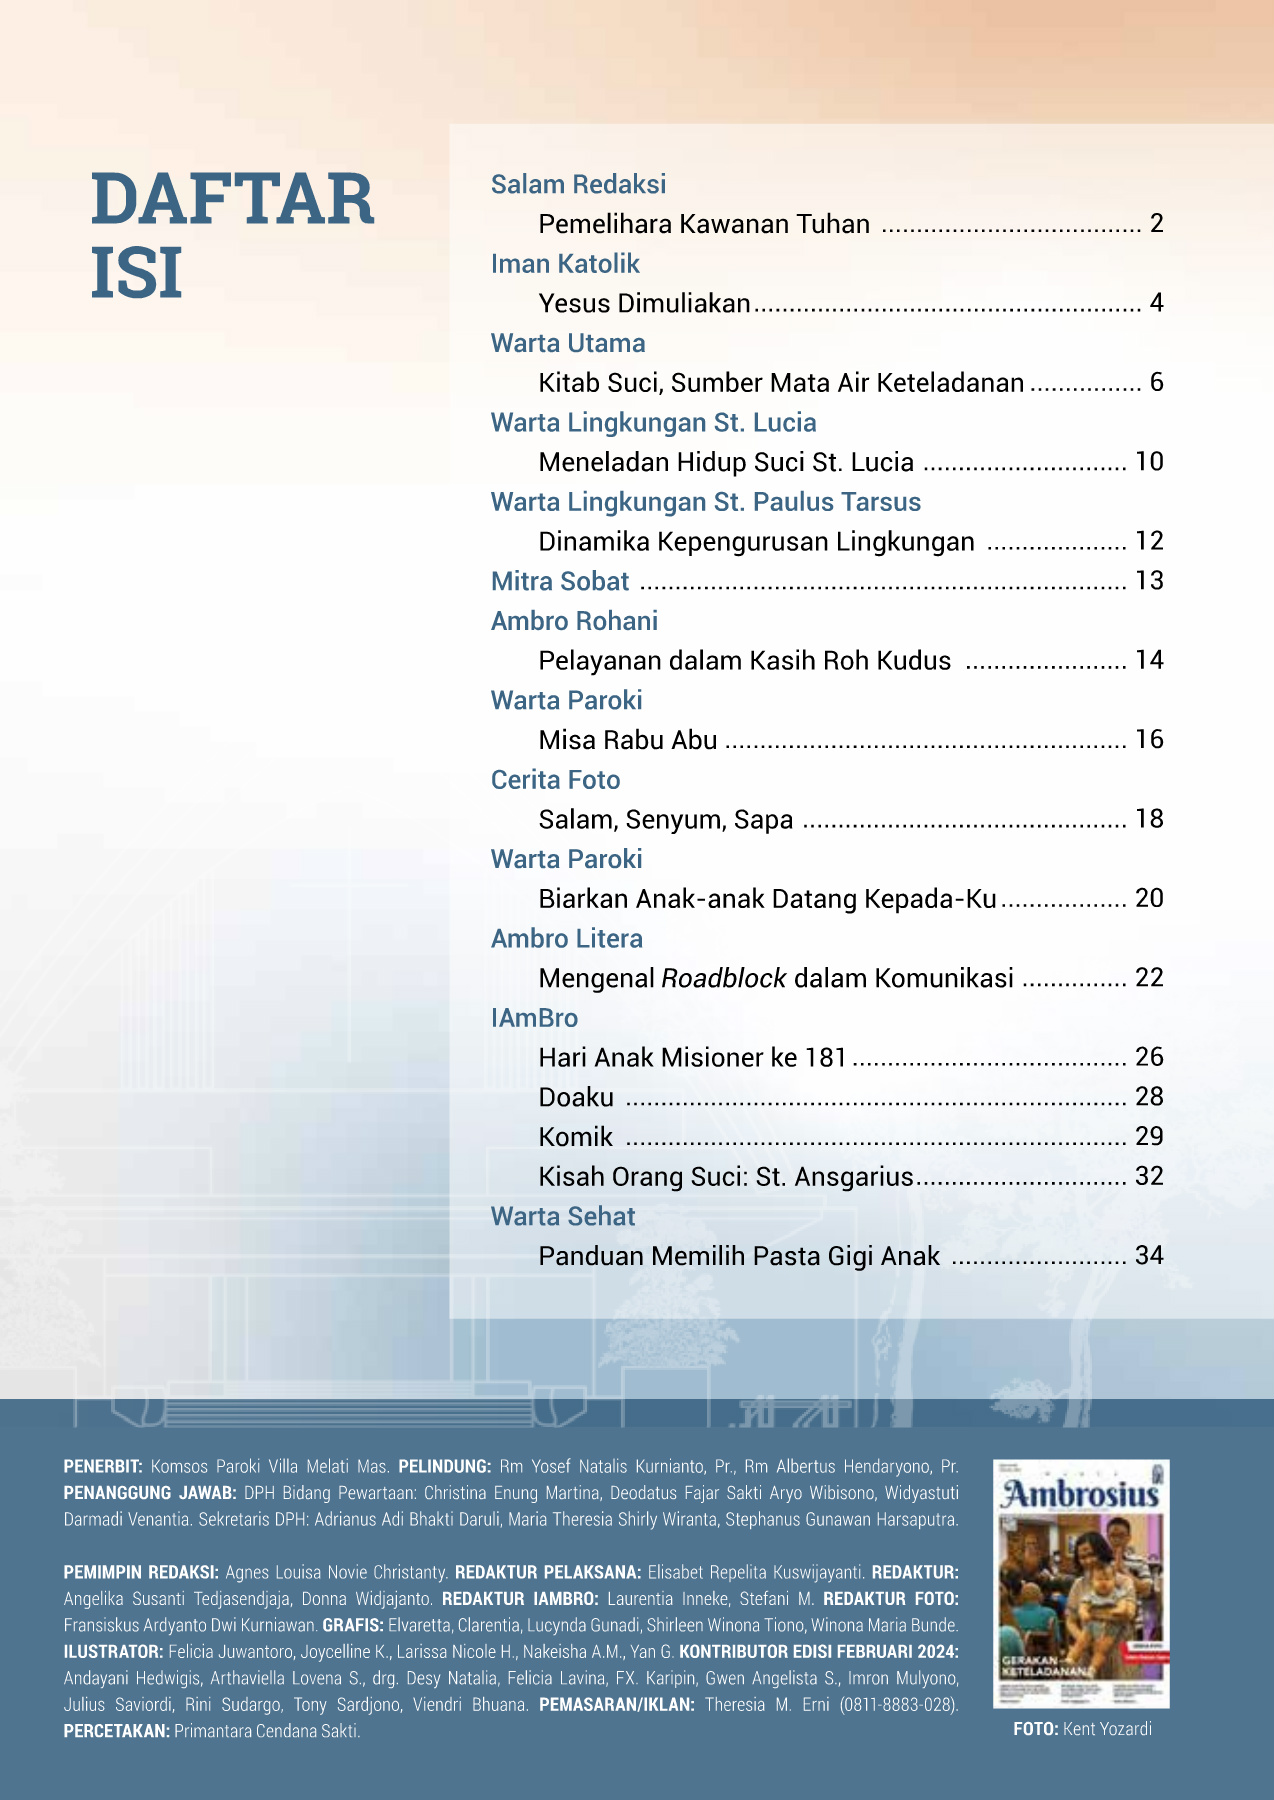 DAFTAR
ISI
Salam Redaksi
Pemelihara Kawanan Tuhan ..................................... 2
Iman Katolik
Yesus Dimuliakan....................................................... 4
Warta Utama
Kitab Suci, Sumber Mata Air Keteladanan ................ 6
Warta Lingkungan St. Lucia
Meneladan Hidup Suci St. Lucia ............................. 10
Warta Lingkungan St. Paulus Tarsus
Dinamika Kepengurusan Lingkungan .................... 12
Mitra Sobat ..................................................................... 13
Ambro Rohani
Pelayanan dalam Kasih Roh Kudus ....................... 14
Warta Paroki
Misa Rabu Abu ......................................................... 16
Cerita Foto
Salam, Senyum, Sapa .............................................. 18
Warta Paroki
Biarkan Anak-anak Datang Kepada-Ku.................. 20
Ambro Litera
Mengenal Roadblock dalam Komunikasi ............... 22
IAmBro
Hari Anak Misioner ke 181....................................... 26
Doaku ....................................................................... 28
Komik ....................................................................... 29
Kisah Orang Suci: St. Ansgarius.............................. 32
Warta Sehat
Panduan Memilih Pasta Gigi Anak ......................... 34
PENERBIT: Komsos Paroki Villa Melati Mas. PELINDUNG: Rm Yosef Natalis Kurnianto, Pr., Rm Albertus Hendaryono, Pr.
PENANGGUNG JAWAB: DPH Bidang Pewartaan: Christina Enung Martina, Deodatus Fajar Sakti Aryo Wibisono, Widyastuti
Darmadi Venantia. Sekretaris DPH: Adrianus Adi Bhakti Daruli, Maria Theresia Shirly Wiranta, Stephanus Gunawan Harsaputra.
PEMIMPIN REDAKSI: Agnes Louisa Novie Christanty. REDAKTUR PELAKSANA: Elisabet Repelita Kuswijayanti. REDAKTUR:
Angelika Susanti Tedjasendjaja, Donna Widjajanto. REDAKTUR IAMBRO: Laurentia Inneke, Stefani M. REDAKTUR FOTO:
Fransiskus Ardyanto Dwi Kurniawan. GRAFIS: Elvaretta, Clarentia, Lucynda Gunadi, Shirleen Winona Tiono, Winona Maria Bunde.
ILUSTRATOR: Felicia Juwantoro, Joycelline K., Larissa Nicole H., Nakeisha A.M., Yan G. KONTRIBUTOR EDISI FEBRUARI 2024:
Andayani Hedwigis, Arthaviella Lovena S., drg. Desy Natalia, Felicia Lavina, FX. Karipin, Gwen Angelista S., Imron Mulyono,
Julius Saviordi, Rini Sudargo, Tony Sardjono, Viendri Bhuana. PEMASARAN/IKLAN: Theresia M. Erni (0811-8883-028).
PERCETAKAN: Primantara Cendana Sakti.
WARTA
Ambrosius
GERAKAN
KETELADANAN
FOTO: Kent Yozardi